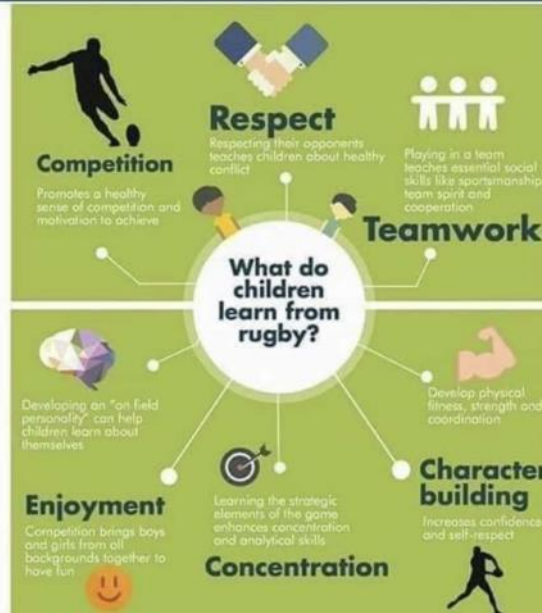 Respect
Respecting their opponents
teaches children about healthy
conflict
Competition
Promotes a healthy
sense of competition and
motivation to achieve
Playing in a team
teaches essential social
skills like sportsmanship
team spirit and
cooperation
Teamwork
What do
children
learn from
rugby?
Developing an "on field
personality" can help
children learn about
themselves
Develop physical
fitness, strength and
coordination
Enjoyment
Competition brings boys
and girls from all
backgrounds together to
have fun
Learning the strategic
elements of the game
enhances concentration
and analytical skills
Concentration
Character
building
Increases confidence
and self-respect